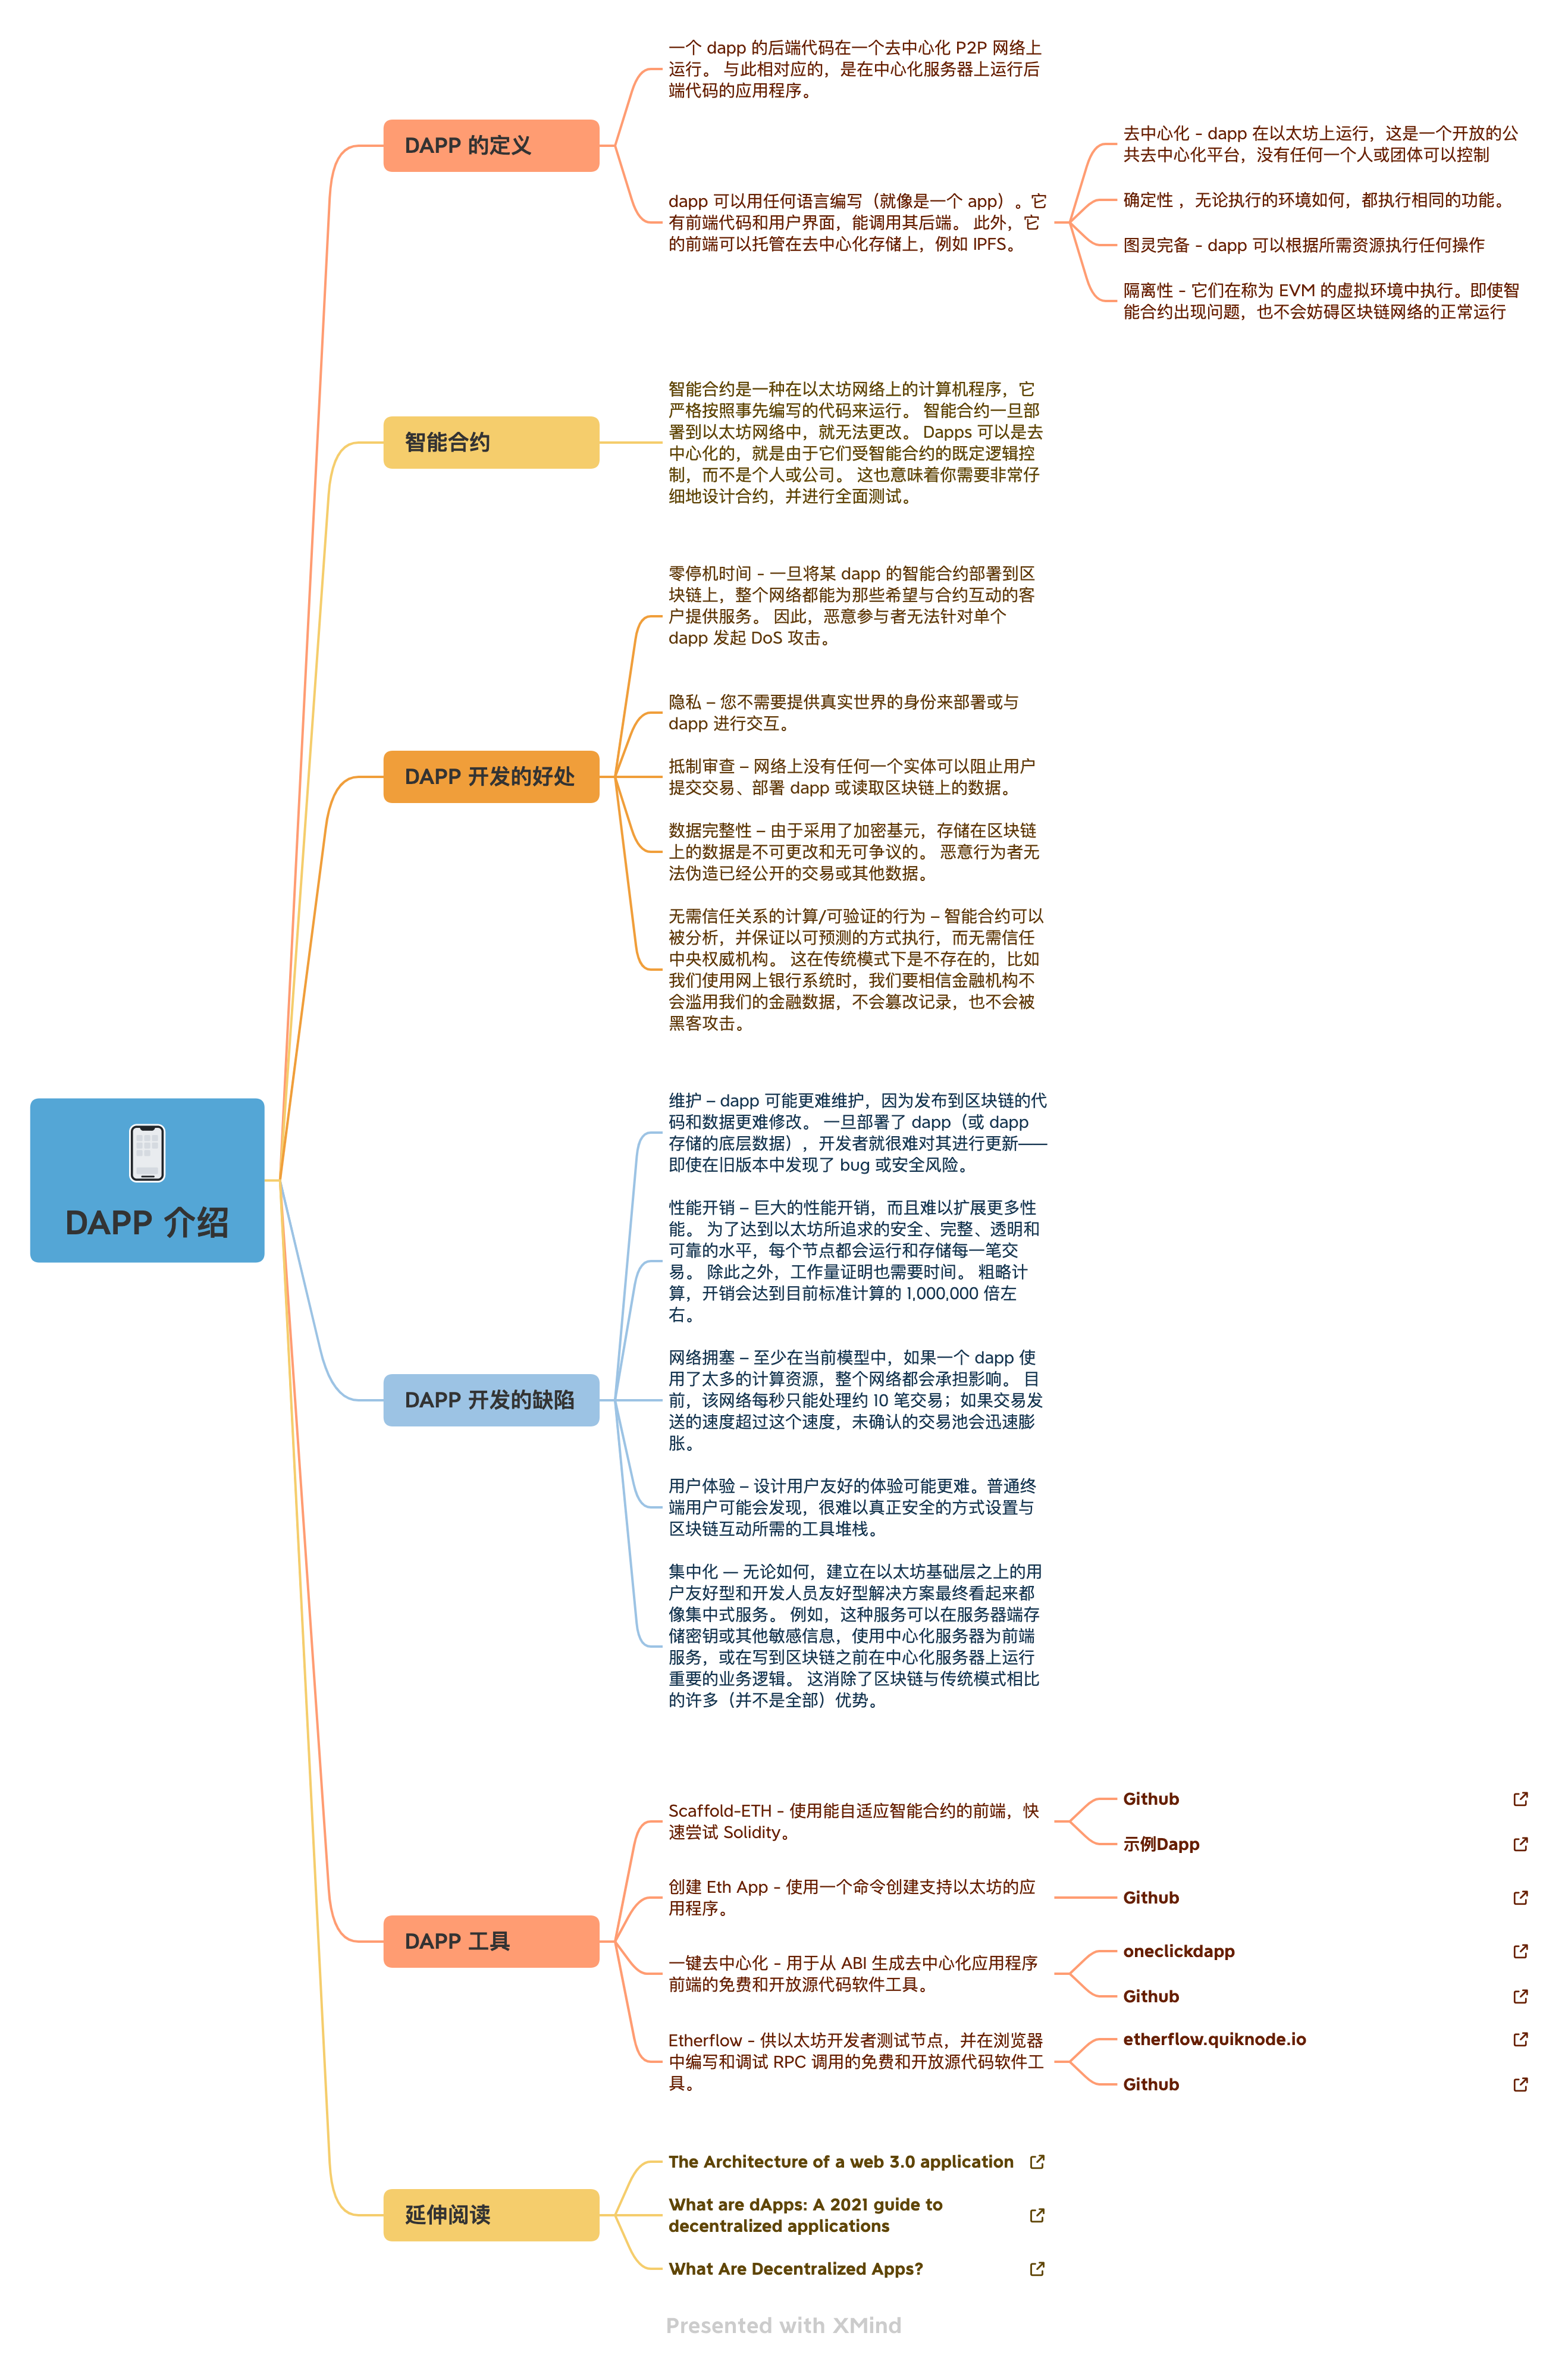 DAPP 介绍
DAPP 的定义
一个 dapp 的后端代码在一个去中心化 P2P 网络上
运行。 与此相对应的，是在中心化服务器上运行后
端代码的应用程序。
dapp 可以用任何语言编写（就像是一个 app）。它
有前端代码和用户界面，能调用其后端。 此外，它
的前端可以托管在去中心化存储上，例如 IPFS。
去中心化 - dapp 在以太坊上运行，这是一个开放的公
共去中心化平台，没有任何一个人或团体可以控制
确定性 ，无论执行的环境如何，都执行相同的功能。
图灵完备 - dapp 可以根据所需资源执行任何操作
隔离性 - 它们在称为 EVM 的虚拟环境中执行。即使智
能合约出现问题，也不会妨碍区块链网络的正常运行
智能合约
智能合约是一种在以太坊网络上的计算机程序，它
严格按照事先编写的代码来运行。 智能合约一旦部
署到以太坊网络中，就无法更改。 Dapps 可以是去
中心化的，就是由于它们受智能合约的既定逻辑控
制，而不是个人或公司。 这也意味着你需要非常仔
细地设计合约，并进行全面测试。
DAPP 开发的好处
零停机时间 - 一旦将某 dapp 的智能合约部署到区
块链上，整个网络都能为那些希望与合约互动的客
户提供服务。 因此，恶意参与者无法针对单个
dapp 发起 DoS 攻击。
隐私 – 您不需要提供真实世界的身份来部署或与
dapp 进行交互。
抵制审查 – 网络上没有任何一个实体可以阻止用户
提交交易、部署 dapp 或读取区块链上的数据。
数据完整性 – 由于采用了加密基元，存储在区块链
上的数据是不可更改和无可争议的。 恶意行为者无
法伪造已经公开的交易或其他数据。
无需信任关系的计算/可验证的行为 – 智能合约可以
被分析，并保证以可预测的方式执行，而无需信任
中央权威机构。 这在传统模式下是不存在的，比如
我们使用网上银行系统时，我们要相信金融机构不
会滥用我们的金融数据，不会篡改记录，也不会被
黑客攻击。
DAPP 开发的缺陷
维护 – dapp 可能更难维护，因为发布到区块链的代
码和数据更难修改。 一旦部署了 dapp（或 dapp
存储的底层数据），开发者就很难对其进行更新——
即使在旧版本中发现了 bug 或安全风险。
性能开销 – 巨大的性能开销，而且难以扩展更多性
能。 为了达到以太坊所追求的安全、完整、透明和
可靠的水平，每个节点都会运行和存储每一笔交
易。 除此之外，工作量证明也需要时间。 粗略计
算，开销会达到目前标准计算的 1,000,000 倍左
右。
网络拥塞 – 至少在当前模型中，如果一个 dapp 使
用了太多的计算资源，整个网络都会承担影响。 目
前，该网络每秒只能处理约 10 笔交易；如果交易发
送的速度超过这个速度，未确认的交易池会迅速膨
胀。
用户体验 – 设计用户友好的体验可能更难。普通终
端用户可能会发现，很难以真正安全的方式设置与
区块链互动所需的工具堆栈。
集中化 — 无论如何，建立在以太坊基础层之上的用
户友好型和开发人员友好型解决方案最终看起来都
像集中式服务。 例如，这种服务可以在服务器端存
储密钥或其他敏感信息，使用中心化服务器为前端
服务，或在写到区块链之前在中心化服务器上运行
重要的业务逻辑。 这消除了区块链与传统模式相比
的许多（并不是全部）优势。
DAPP 工具
Scaffold-ETH - 使用能自适应智能合约的前端，快
速尝试 Solidity。
Github
示例Dapp
创建 Eth App - 使用一个命令创建支持以太坊的应
用程序。
Github
一键去中心化 - 用于从 ABI 生成去中心化应用程序
前端的免费和开放源代码软件工具。
oneclickdapp
Github
Etherflow - 供以太坊开发者测试节点，并在浏览器
中编写和调试 RPC 调用的免费和开放源代码软件工
具。
etherflow.quiknode.io
Github
延伸阅读
The Architecture of a web 3.0 application
What are dApps: A 2021 guide to
decentralized applications
What Are Decentralized Apps?
Presented with XMind